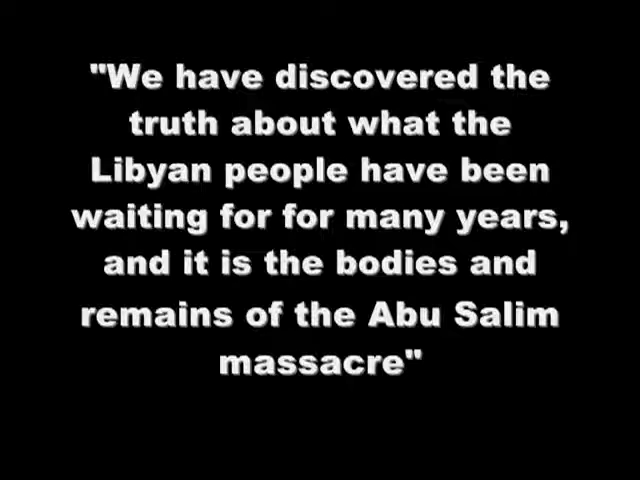 "We have discovered the
truth about what the
Libyan people have been
waiting for for many years,
and it is the bodies and
remains of the Abu Salim
massacre"